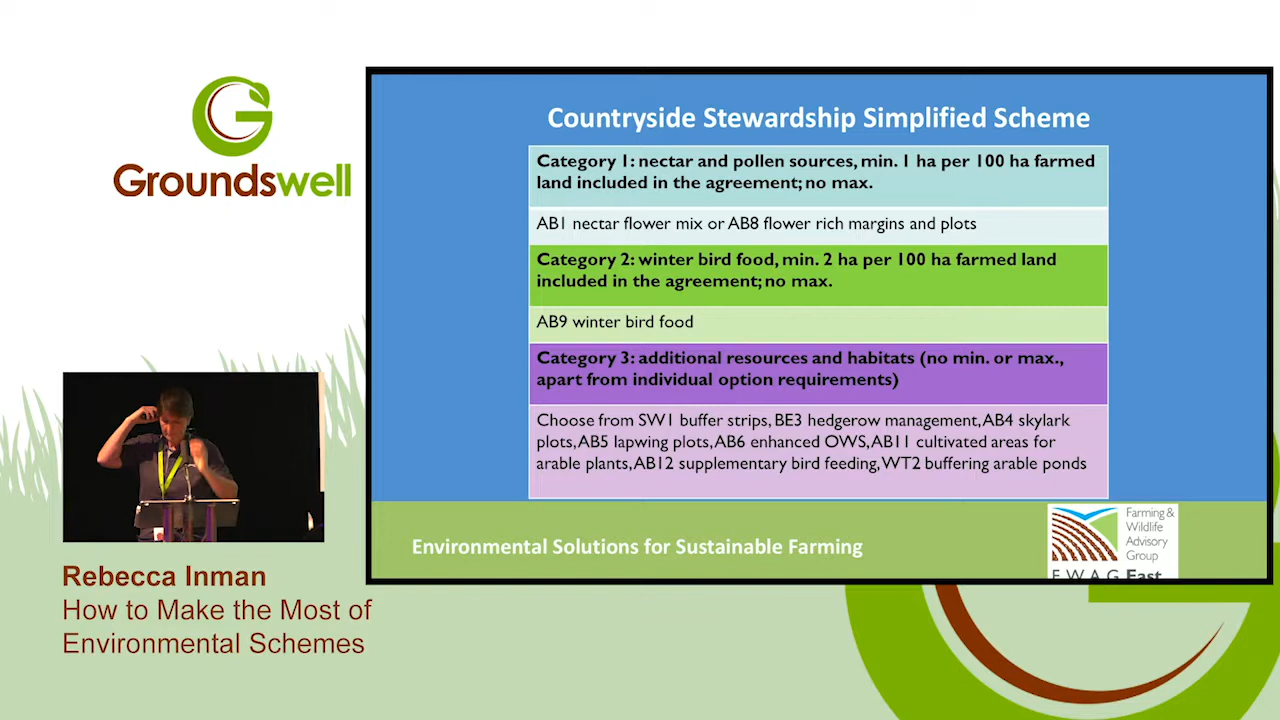 Groundswell
Countryside Stewardship Simplified Scheme
Category 1: nectar and pollen sources, min. 1 ha per 100 ha farmed
land included in the agreement; no max.
AB1 nectar flower mix or AB8 flower rich margins and plots
Category 2: winter bird food, min. 2 ha per 100 ha farmed land
included in the agreement; no max.
AB9 winter bird food
Category 3: additional resources and habitats (no min. or max.,
apart from individual option requirements)
Choose from SW1 buffer strips, BE3 hedgerow management, AB4 skylark
plots, AB5 lapwing plots, AB6 enhanced OWS, AB11 cultivated areas for
arable plants, AB12 supplementary bird feeding, WT2 buffering arable ponds
Environmental Solutions for Sustainable Farming
Farming &
Wildlife
Advisory
Group
F W A G East
Rebecca Inman
How to Make the Most of
Environmental Schemes